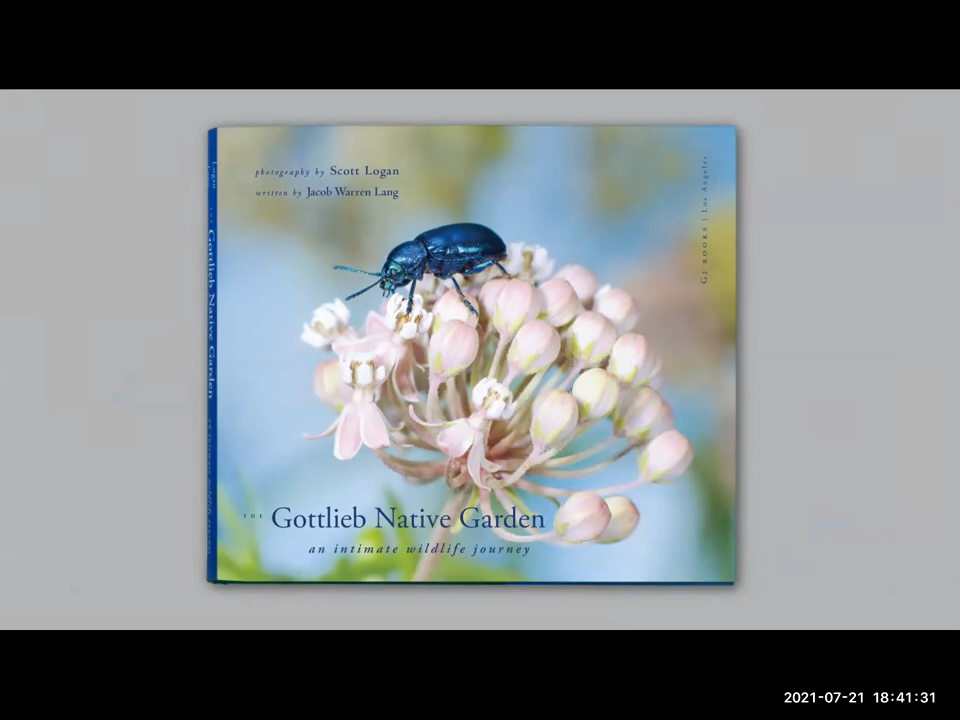 photography by Scott Logan
written by Jacob Warren Lang
G2 BOOKS | Los Angeles
Logan
Gottlieb Native Garden
THE Gottlieb Native Garden
an intimate wildlife journey
2021-07-21 18:41:31